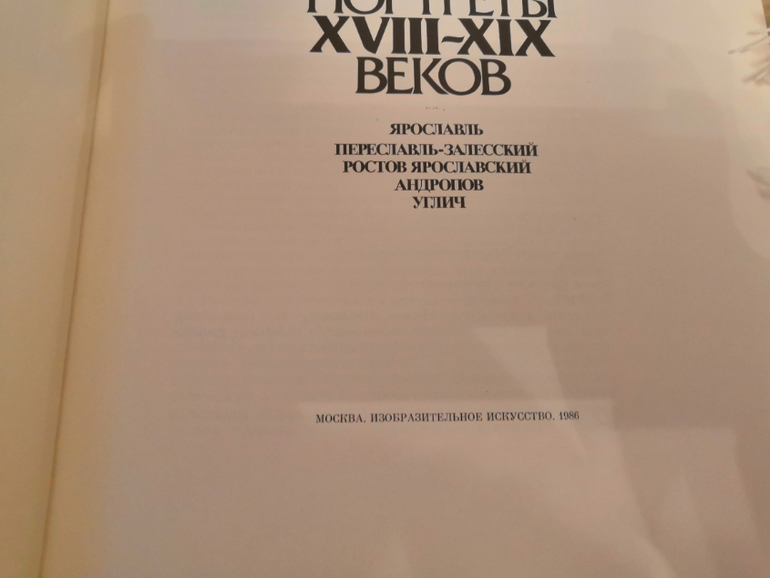 ПОРТРЕТЫ
XVIII-XIX
ВЕКОВ
ЯРОСЛАВЛЬ
ПЕРЕСЛАВЛЬ-ЗАЛЕССКИЙ
РОСТОВ ЯРОСЛАВСКИЙ
АНДРОПОВ
УГЛИЧ
МОСКВА. ИЗОБРАЗИТЕЛЬНОЕ ИСКУССТВО. 1986